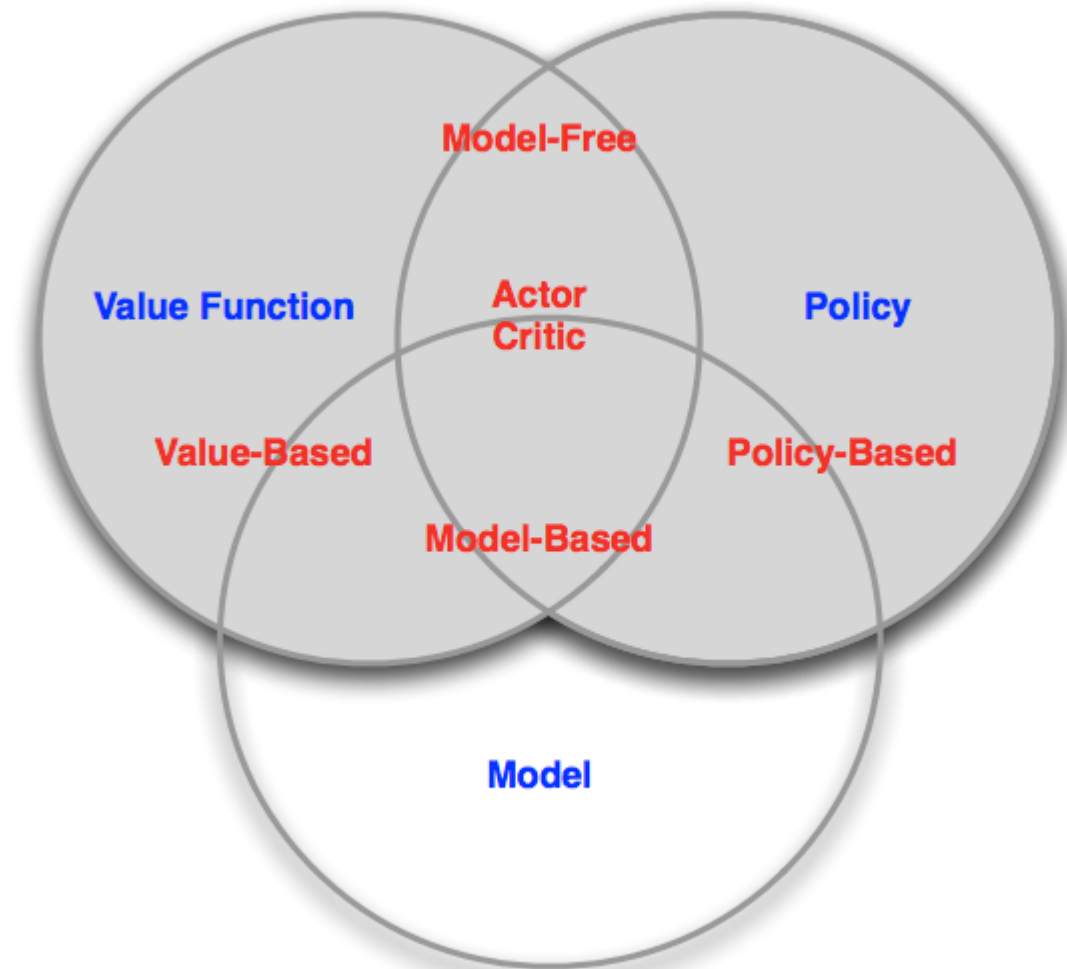 Model-Free
Actor
Critic
Value Function
Policy
Value-Based
Policy-Based
Model-Based
Model